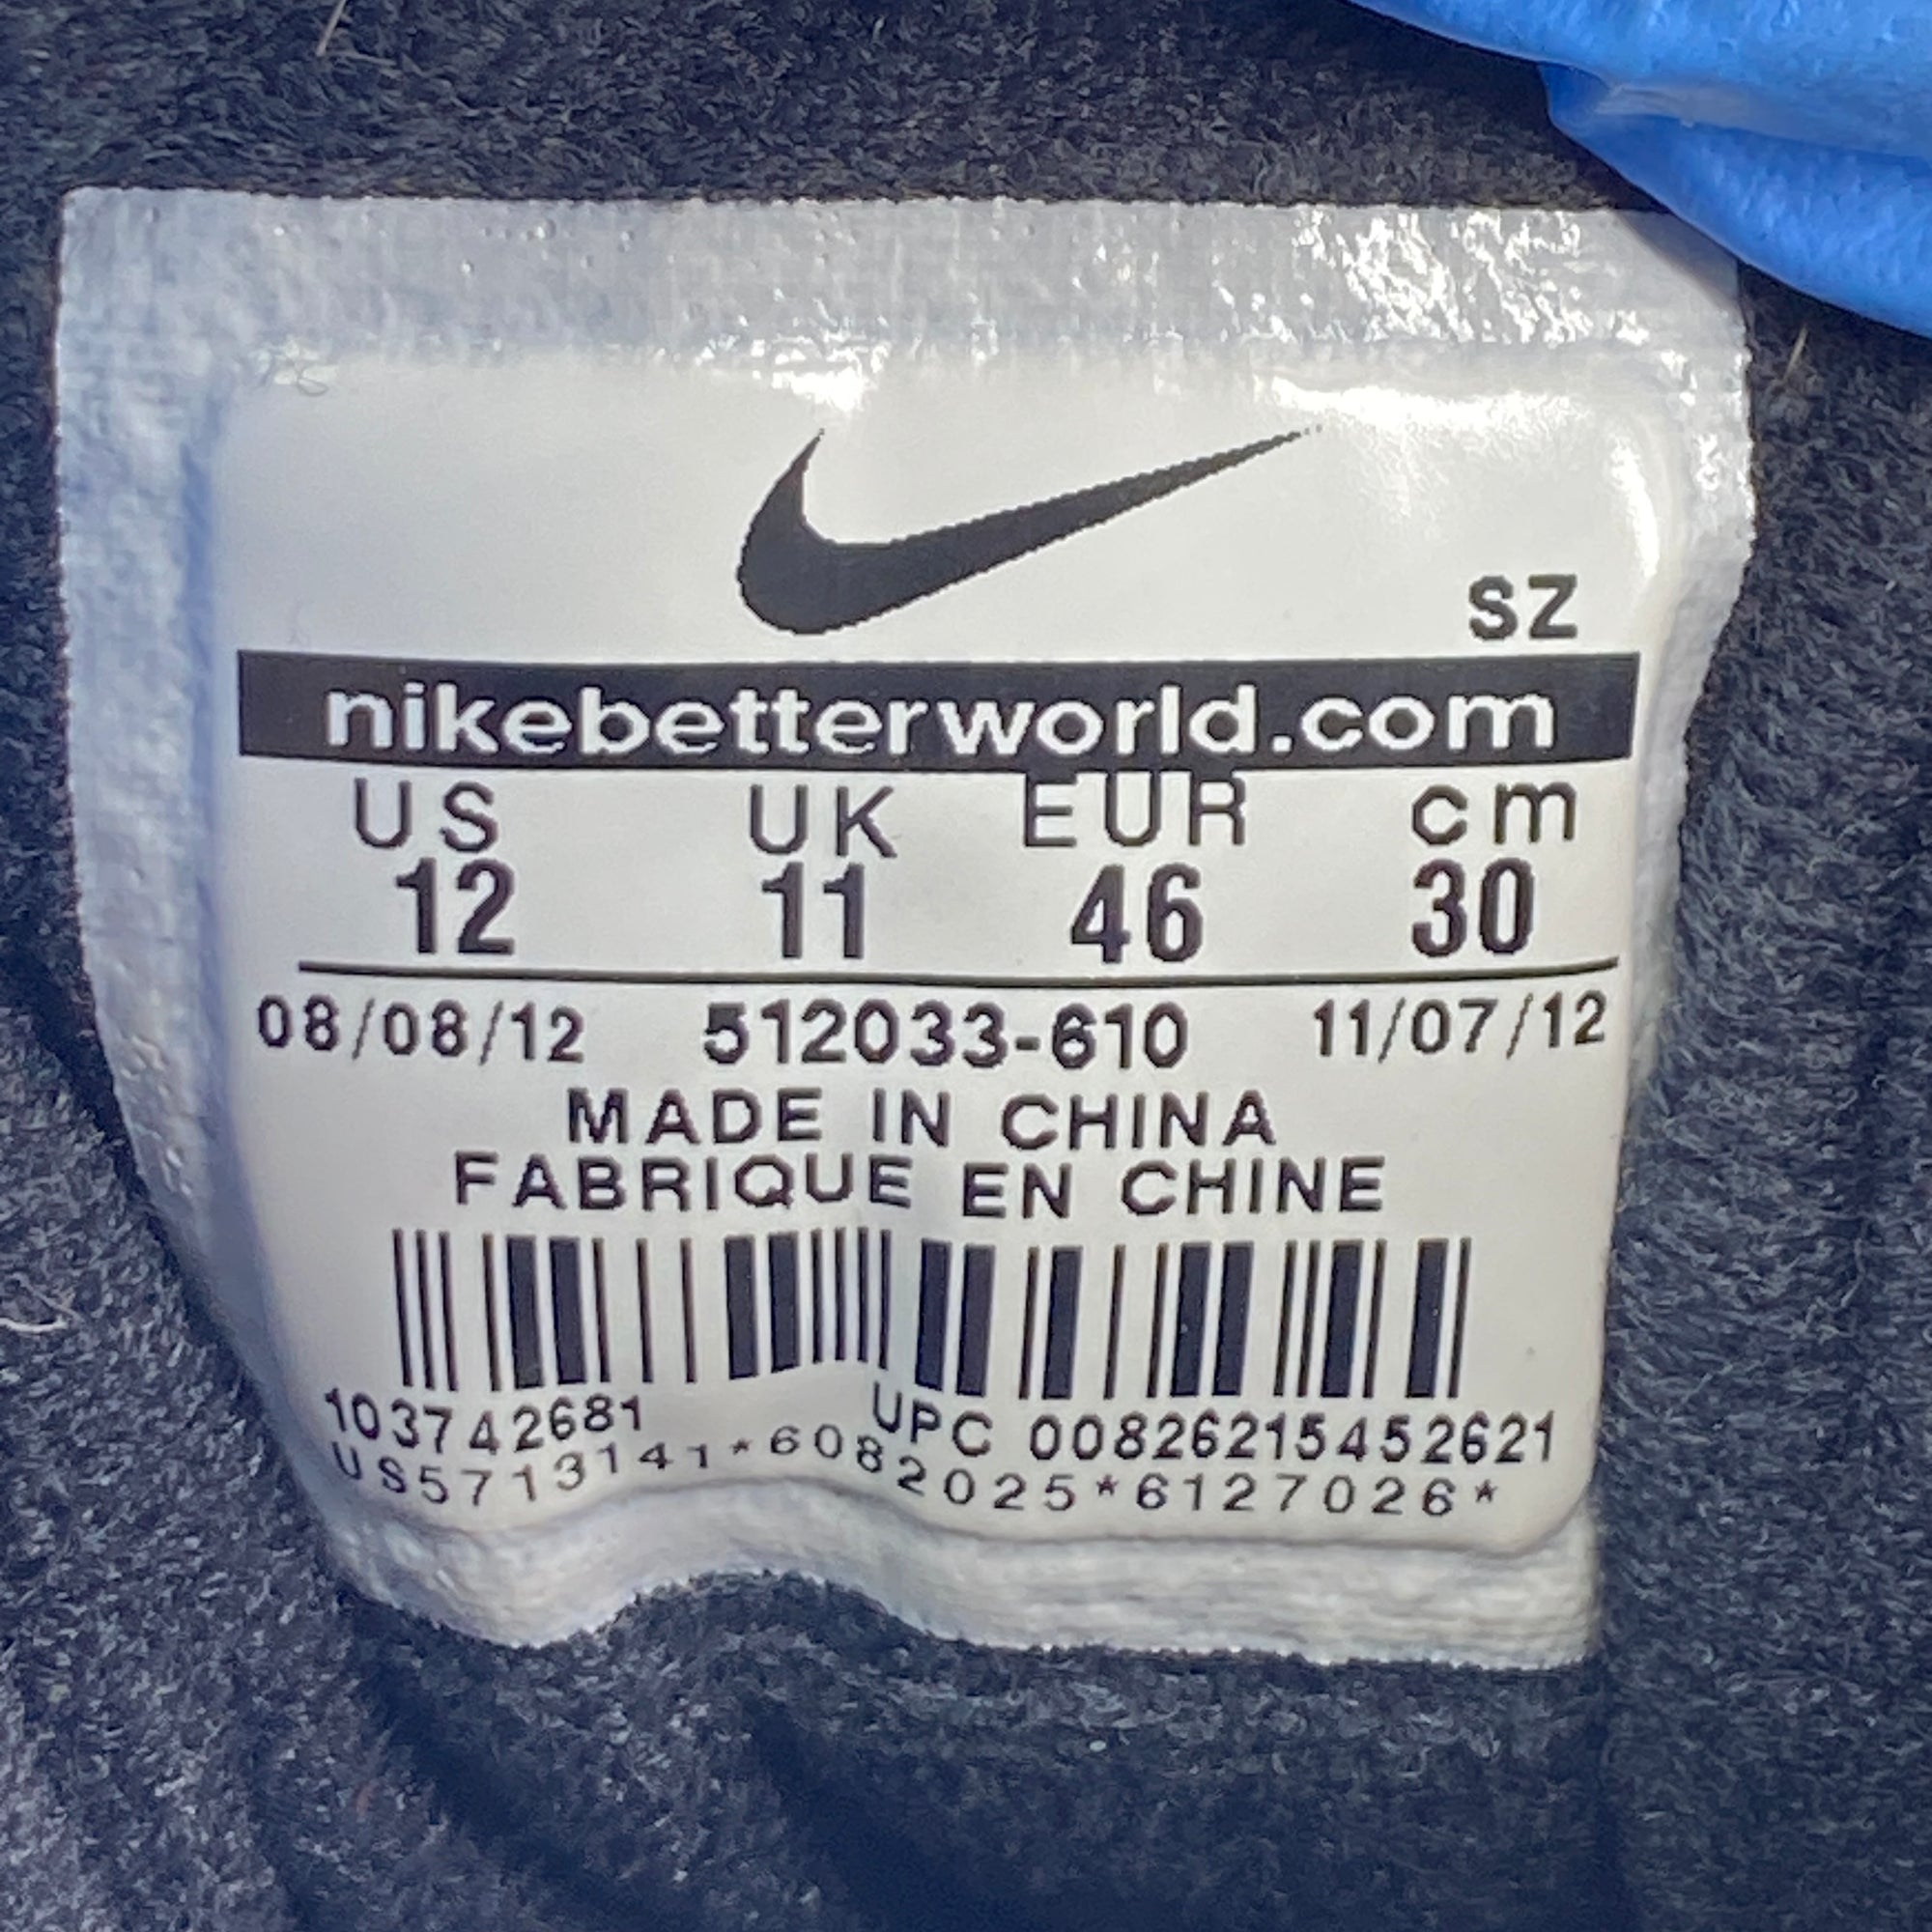 SZ
nikebetterworld.com
US UK EUR cm
12 11 46 30
08/08/12 512033-610 11/07/12
MADE IN CHINA
FABRIQUE EN CHINE
103742681 UPC 00826215452621
US5713141*6082025*6127026*